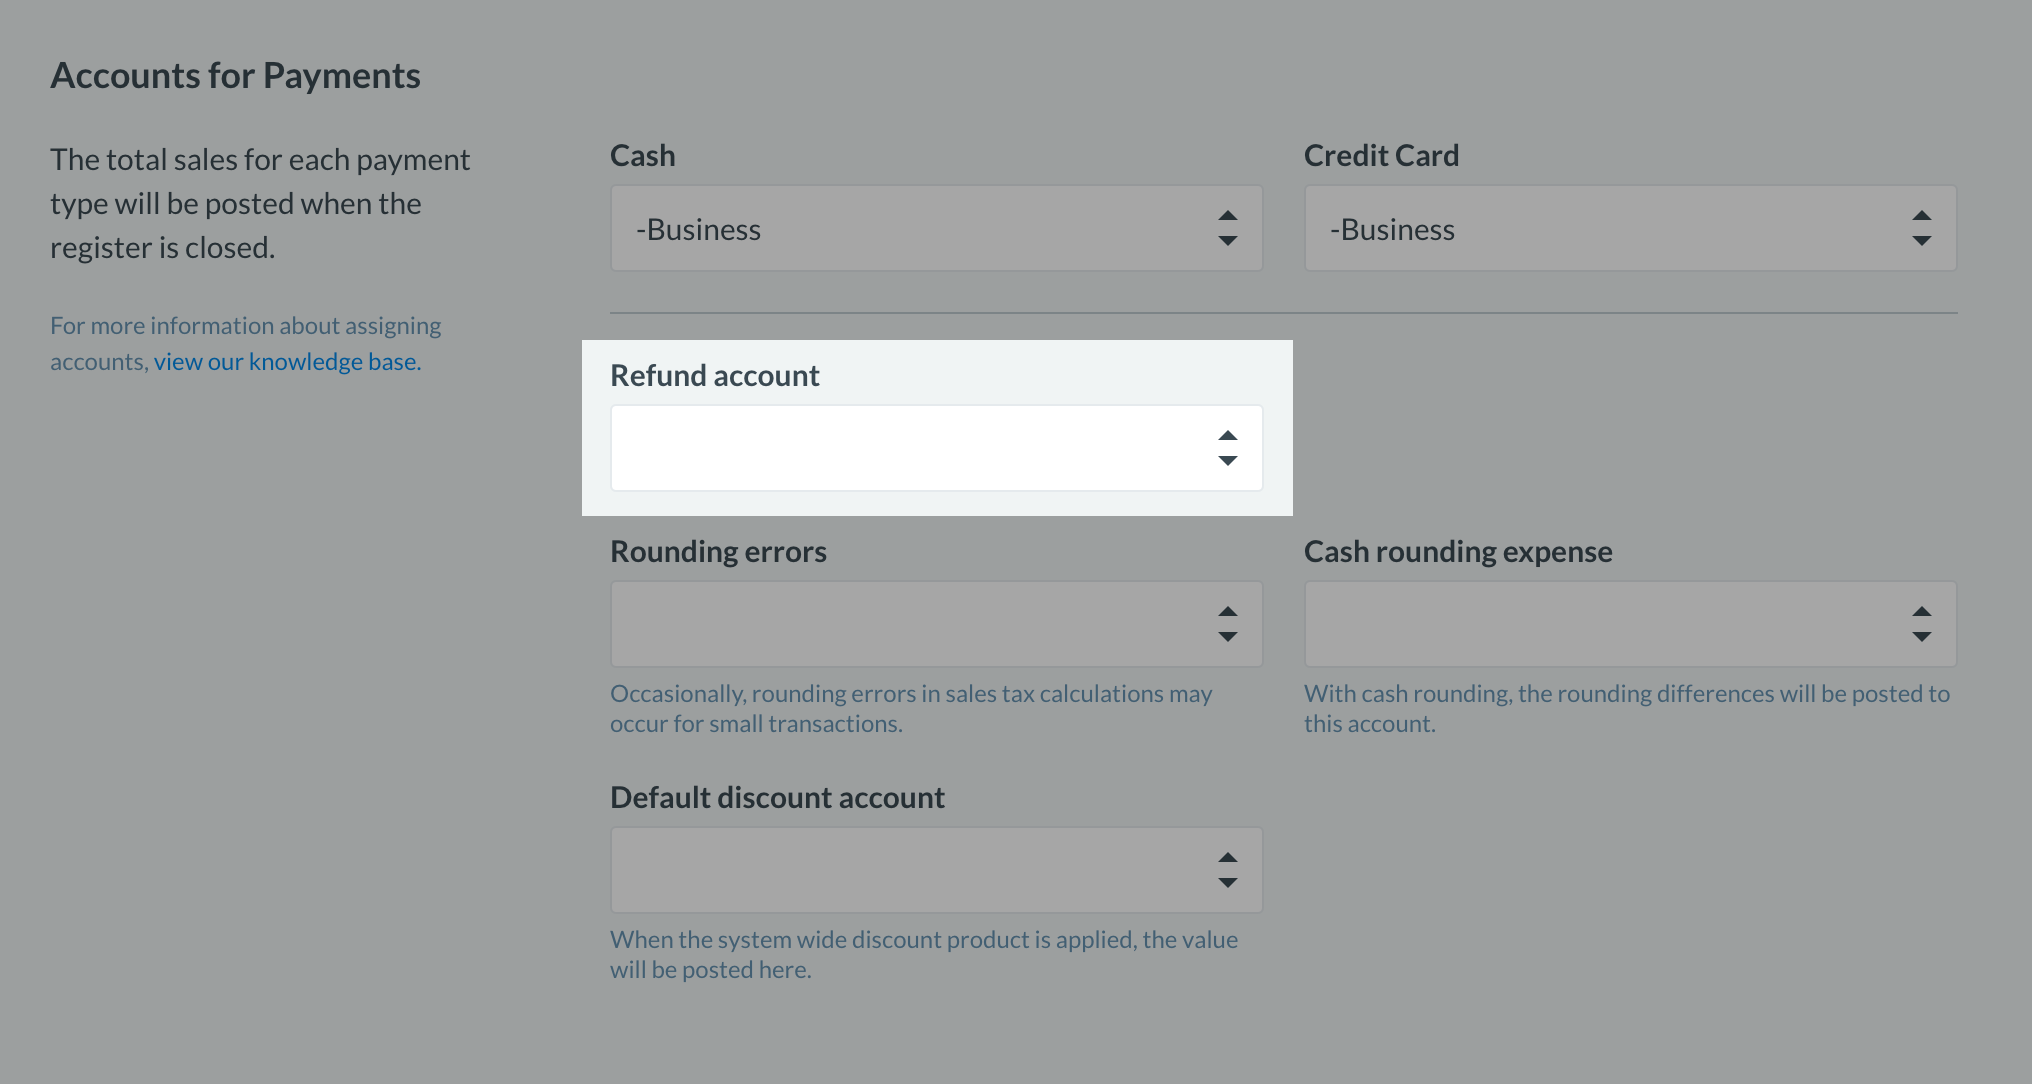 Accounts for Payments
The total sales for each payment
type will be posted when the
register is closed.
For more information about assigning
accounts, view our knowledge base.
Cash
-Business
Credit Card
-Business
Refund account
Rounding errors
Occasionally, rounding errors in sales tax calculations may
occur for small transactions.
Cash rounding expense
With cash rounding, the rounding differences will be posted to
this account.
Default discount account
When the system wide discount product is applied, the value
will be posted here.